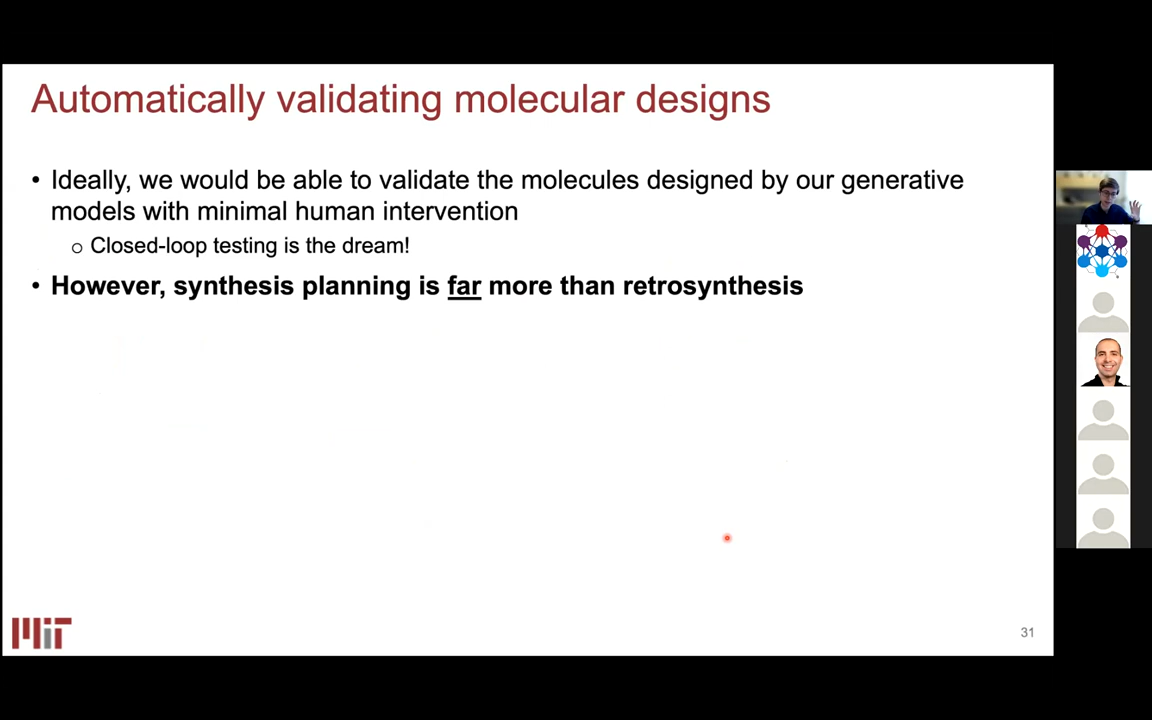 Automatically validating molecular designs
• Ideally, we would be able to validate the molecules designed by our generative
models with minimal human intervention
o Closed-loop testing is the dream!
• However, synthesis planning is far more than retrosynthesis
MIT
31